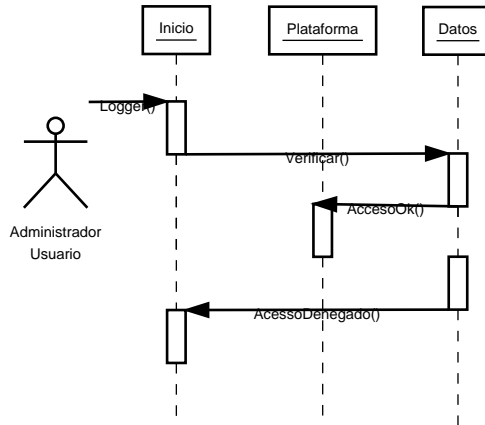 Inicio
Plataforma
Datos
Logger()
Verificar()
AccesoOk()
Administrador
Usuario
AcessoDenegado()